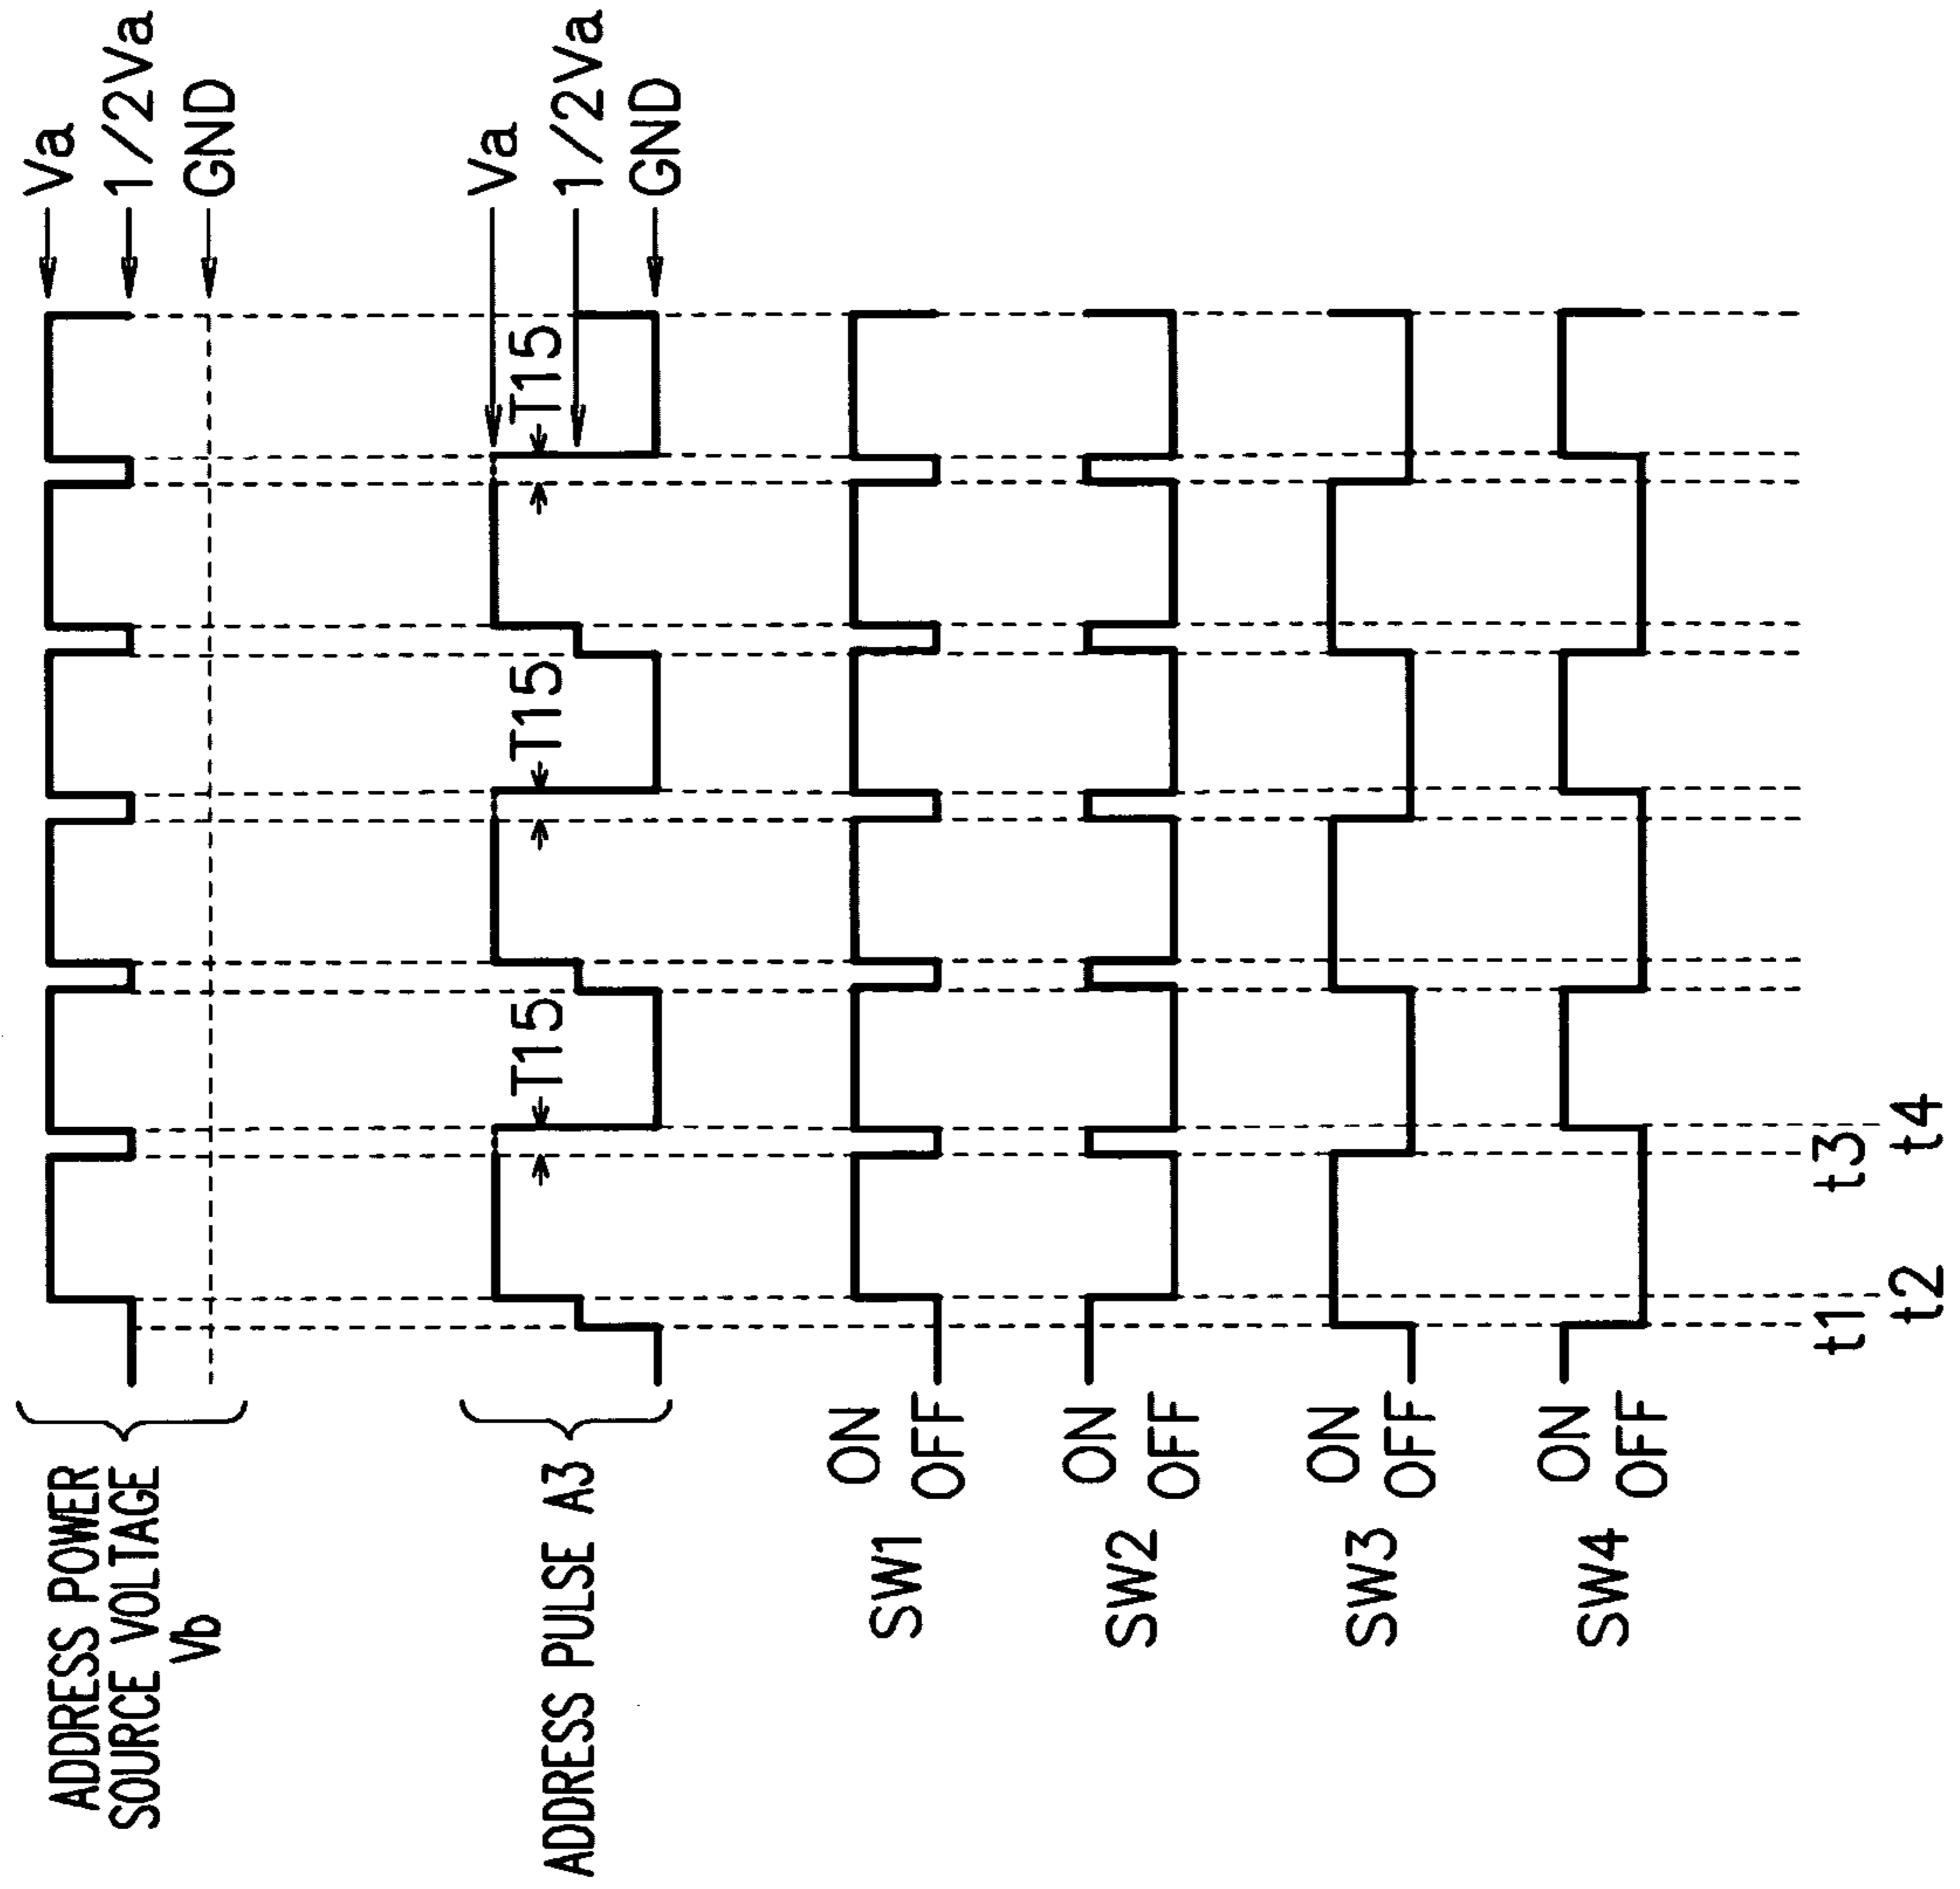 ADDRESS POWER
SOURCE VOLTAGE
Vb
Va
1/2Va
GND
ADDRESS PULSE A3
Va
1/2Va
GND
T15
T15
T15
SW1
ON
OFF
SW2
ON
OFF
SW3
ON
OFF
SW4
ON
OFF
t1
t3
t2
t4